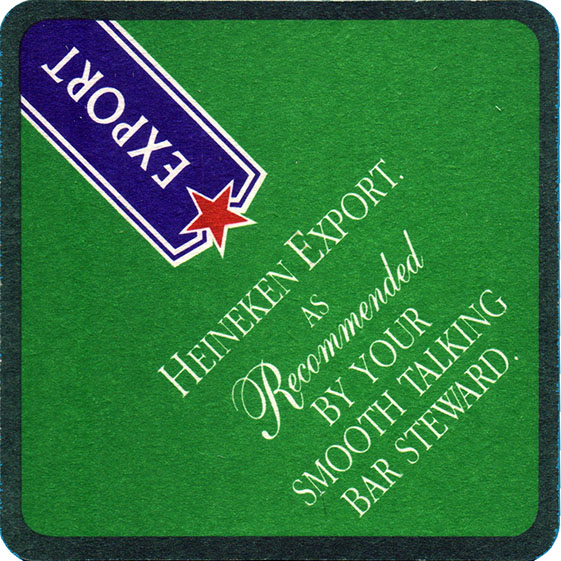 EXPORT
HEINEKEN EXPORT.
AS
Recommended
BY YOUR
SMOOTH TALKING
BAR STEWARD.